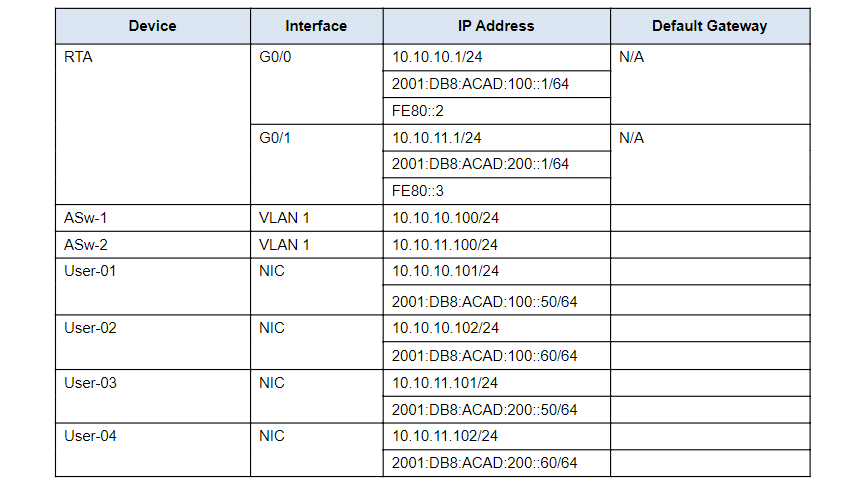 Device Interface IP Address Default Gateway
RTA G0/0 10.10.10.1/24 N/A
2001:DB8:ACAD:100::1/64
FE80::2
G0/1 10.10.11.1/24 N/A
2001:DB8:ACAD:200::1/64
FE80::3
ASw-1 VLAN 1 10.10.10.100/24
ASw-2 VLAN 1 10.10.11.100/24
User-01 NIC 10.10.10.101/24
2001:DB8:ACAD:100::50/64
User-02 NIC 10.10.10.102/24
2001:DB8:ACAD:100::60/64
User-03 NIC 10.10.11.101/24
2001:DB8:ACAD:200::50/64
User-04 NIC 10.10.11.102/24
2001:DB8:ACAD:200::60/64